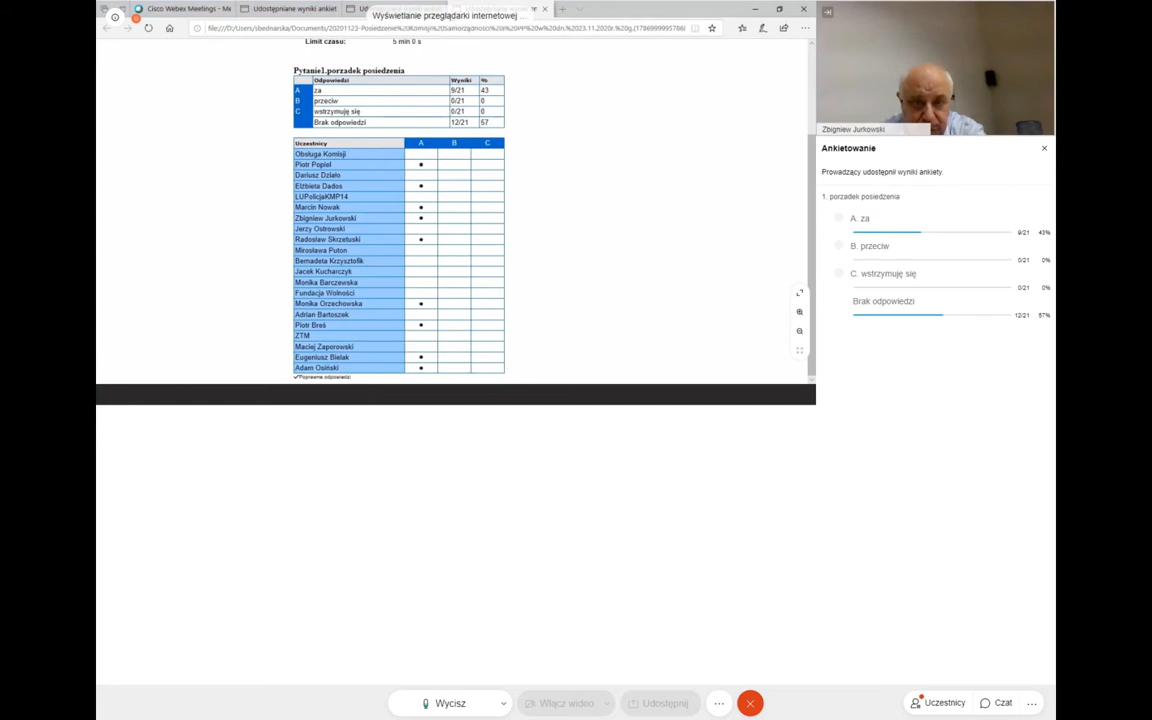 Cisco Webex Meetings - Me
Udostępniane wyniki ankiet
Wyświetlanie przeglądarki internetowej ...
Limit czasu: 5 min 0 s
Pytanie1.porzadek posiedzenia
Odpowiedzi Wyniki %
A za 9/21 43
B przeciw 0/21 0
C wstrzymuję się 0/21 0
Brak odpowiedzi 12/21 57
Uczestnicy A B C
Obsługa Komisji
Piotr Popiel •
Dariusz Działo
Elżbieta Dados •
LUPolicjaKMP14
Marcin Nowak •
Zbigniew Jurkowski •
Jerzy Ostrowski
Radosław Skrzetuski •
Mirosława Puton
Bernadeta Krzysztofik
Jacek Kucharczyk
Monika Barczewska
Fundacja Wolności
Monika Orzechowska •
Adrian Bartoszek
Piotr Breś •
ZTM
Maciej Zaporowski
Eugeniusz Bielak •
Adam Osiński •
✓Poprawne odpowiedzi
Zbigniew Jurkowski
Ankietowanie
Prowadzący udostępnił wyniki ankiety.
1. porzadek posiedzenia
A. za
9/21 43%
B. przeciw
0/21 0%
C. wstrzymuję się
0/21 0%
Brak odpowiedzi
12/21 57%
Wycisz
Włącz wideo
Udostępnij
Uczestnicy
Czat